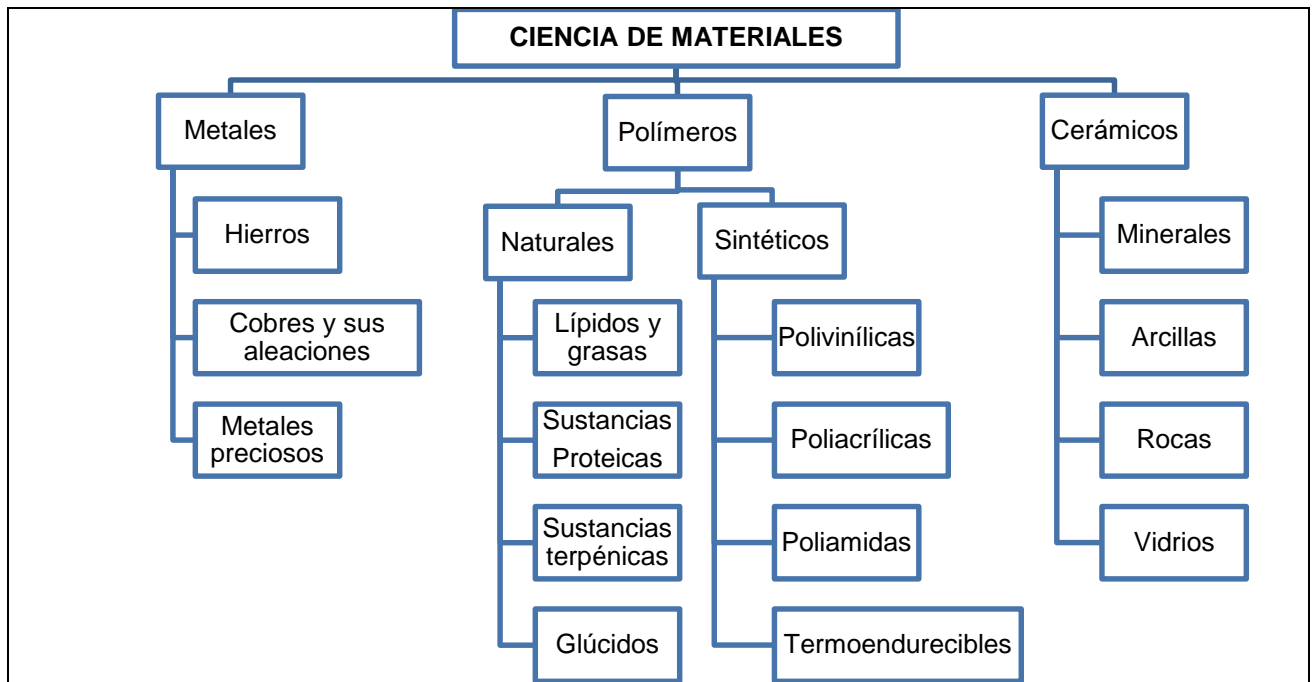 CIENCIA DE MATERIALES
Metales
Hierros
Cobres y sus
aleaciones
Metales
preciosos
Polímeros
Naturales
Lípidos y
grasas
Sustancias
Proteicas
Sustancias
terpénicas
Glúcidos
Sintéticos
Polivinílicas
Poliacrílicas
Poliamidas
Termoendurecibles
Cerámicos
Minerales
Arcillas
Rocas
Vidrios